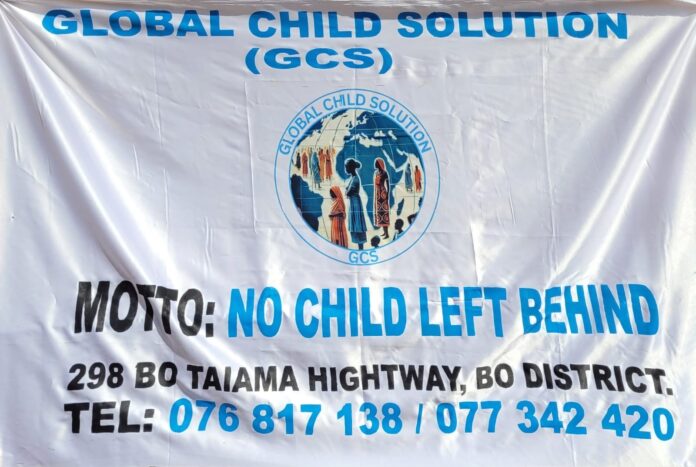 GLOBAL CHILD SOLUTION
(GCS)
GLOBAL CHILD SOLUTION
GCS
MOTTO: NO CHILD LEFT BEHIND
298 BO TAIAMA HIGHTWAY, BO DISTRICT.
TEL: 076 817 138 / 077 342 420